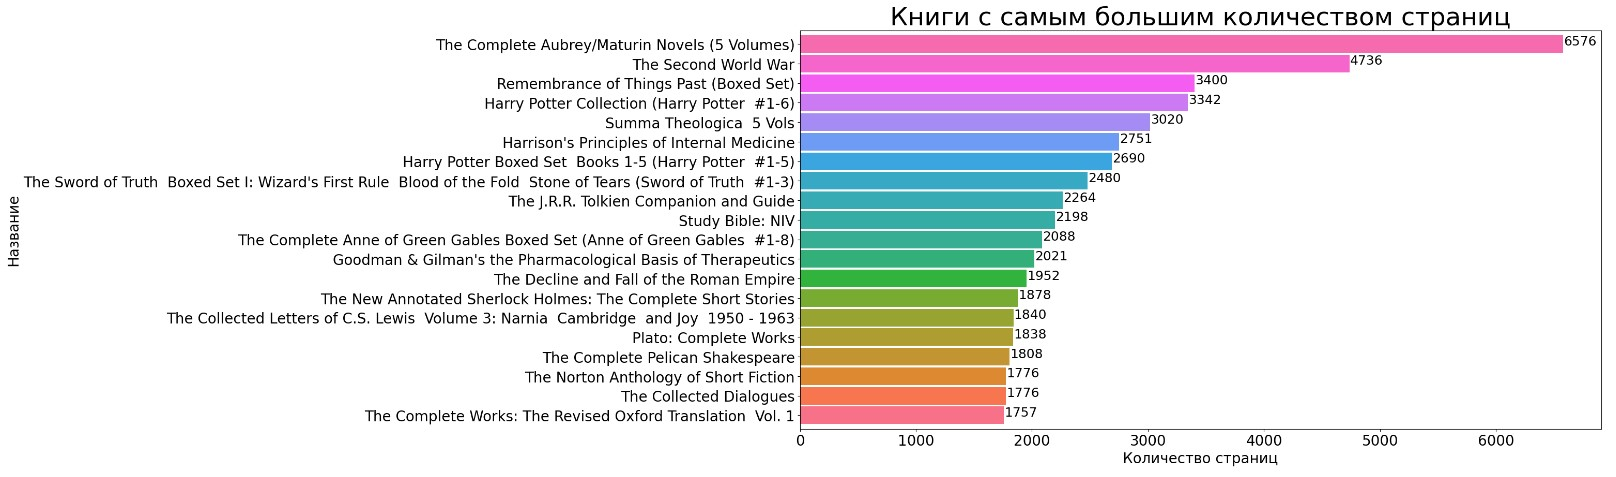 Книги с самым большим количеством страниц
The Complete Aubrey/Maturin Novels (5 Volumes) 6576
The Second World War 4736
Remembrance of Things Past (Boxed Set) 3400
Harry Potter Collection (Harry Potter  #1-6) 3342
Summa Theologica  5 Vols 3020
Harrison's Principles of Internal Medicine 2751
Harry Potter Boxed Set  Books 1-5 (Harry Potter  #1-5) 2690
The Sword of Truth  Boxed Set I: Wizard's First Rule  Blood of the Fold  Stone of Tears (Sword of Truth  #1-3) 2480
The J.R.R. Tolkien Companion and Guide 2264
Study Bible: NIV 2198
The Complete Anne of Green Gables Boxed Set (Anne of Green Gables  #1-8) 2088
Goodman & Gilman's the Pharmacological Basis of Therapeutics 2021
The Decline and Fall of the Roman Empire 1952
The New Annotated Sherlock Holmes: The Complete Short Stories 1878
The Collected Letters of C.S. Lewis  Volume 3: Narnia  Cambridge  and Joy  1950 - 1963 1840
Plato: Complete Works 1838
The Complete Pelican Shakespeare 1808
The Norton Anthology of Short Fiction 1776
The Collected Dialogues 1776
The Complete Works: The Revised Oxford Translation  Vol. 1 1757
Название
0 1000 2000 3000 4000 5000 6000
Количество страниц